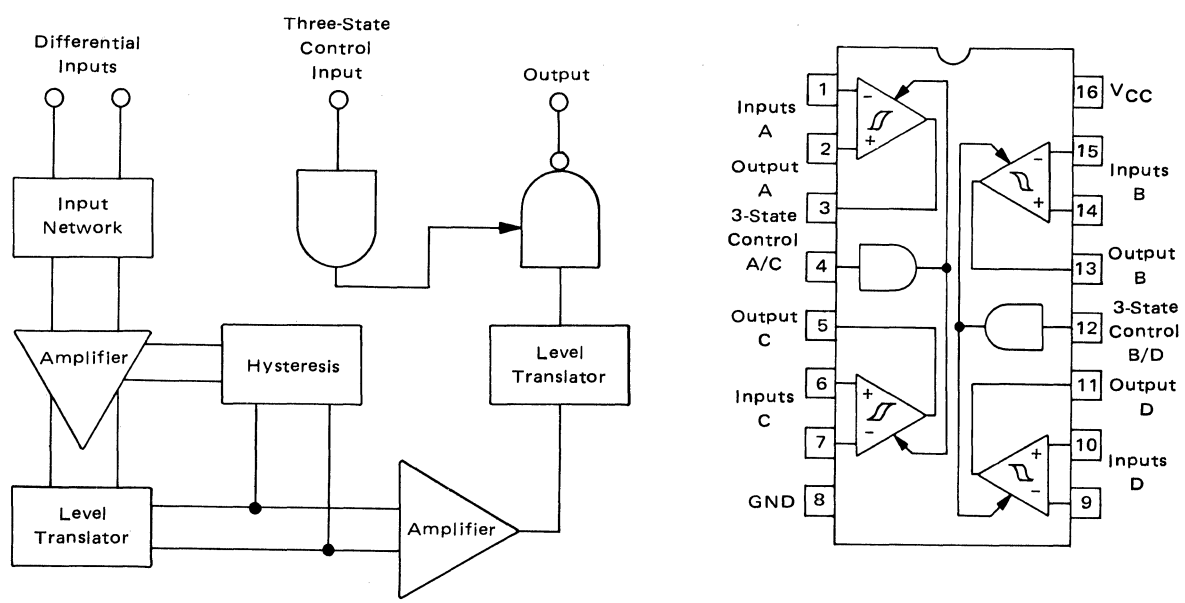 Differential
Inputs
Three-State
Control
Input
Output
Input
Network
Amplifier
Hysteresis
Level
Translator
Level
Translator
Amplifier
Inputs
A
Output
A
3-State
Control
A/C
Output
C
Inputs
C
GND
1
2
3
4
5
6
7
8
-
+
+
-
-
+
+
-
16
15
14
13
12
11
10
9
VCC
Inputs
B
Output
B
3-State
Control
B/D
Output
D
Inputs
D